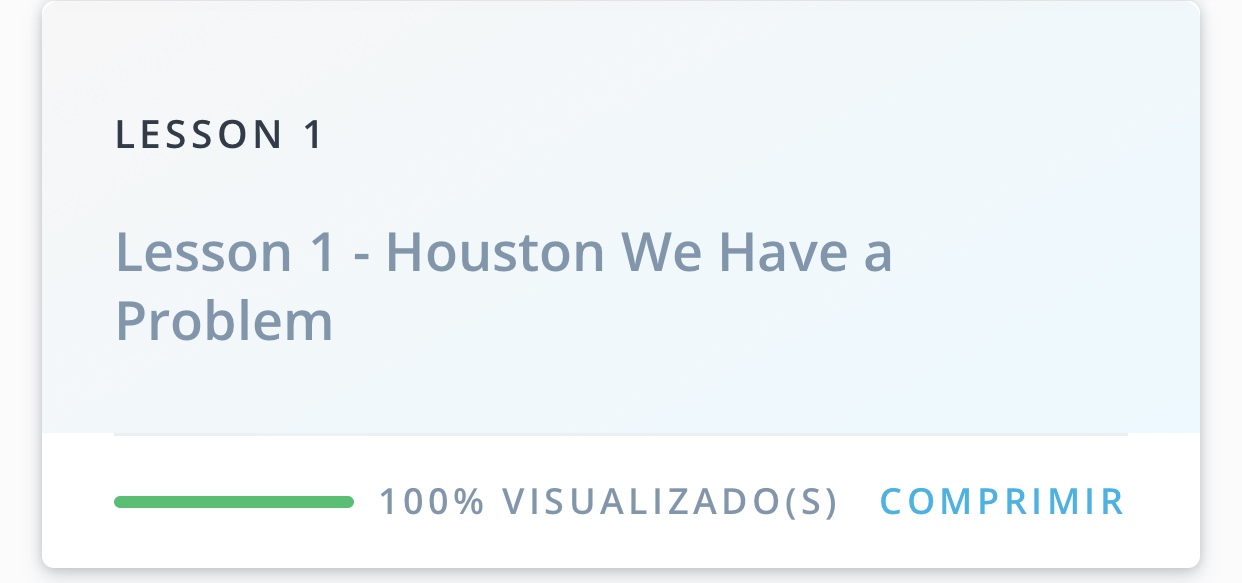 LESSON 1
Lesson 1 - Houston We Have a
Problem
100% VISUALIZADO(S) COMPRIMIR